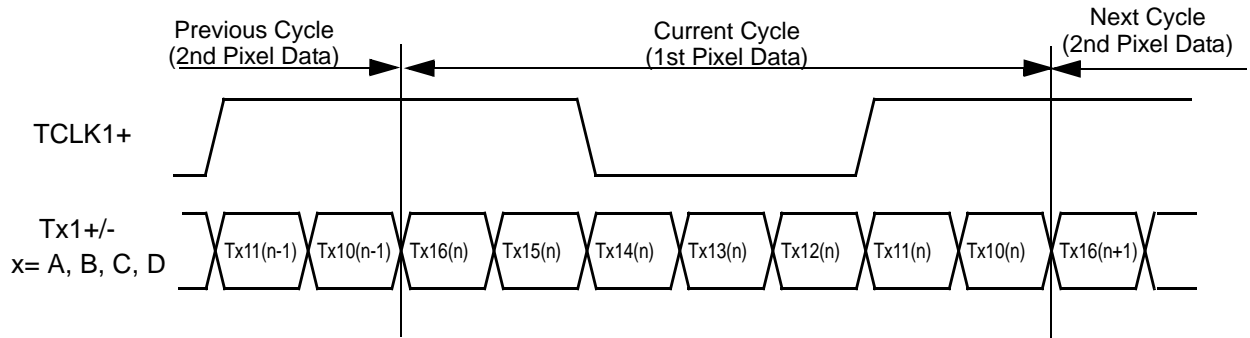 Previous Cycle
(2nd Pixel Data)
Current Cycle
(1st Pixel Data)
Next Cycle
(2nd Pixel Data)
TCLK1+
Tx1+/-
x= A, B, C, D
Tx11(n-1) Tx10(n-1) Tx16(n) Tx15(n) Tx14(n) Tx13(n) Tx12(n) Tx11(n) Tx10(n) Tx16(n+1)